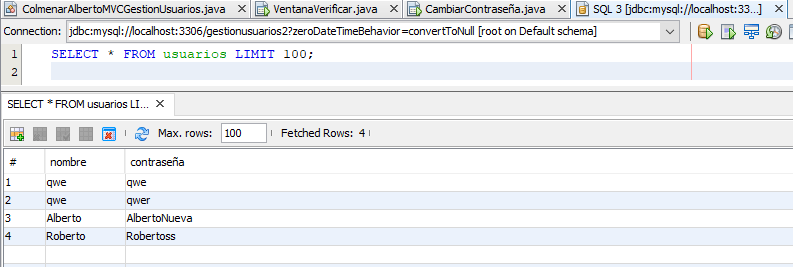 ColmenarAlbertoMVCGestionUsuarios.java VentanaVerificar.java CambiarContraseña.java SQL 3 [jdbc:mysql://localhost:33...]
Connection: jdbc:mysql://localhost:3306/gestionusuarios2?zeroDateTimeBehavior=convertToNull [root on Default schema]
1 SELECT * FROM usuarios LIMIT 100;
2
SELECT * FROM usuarios LI...
Max. rows: 100 Fetched Rows: 4
# nombre contraseña
1 qwe qwe
2 qwe qwer
3 Alberto AlbertoNueva
4 Roberto Robertoss